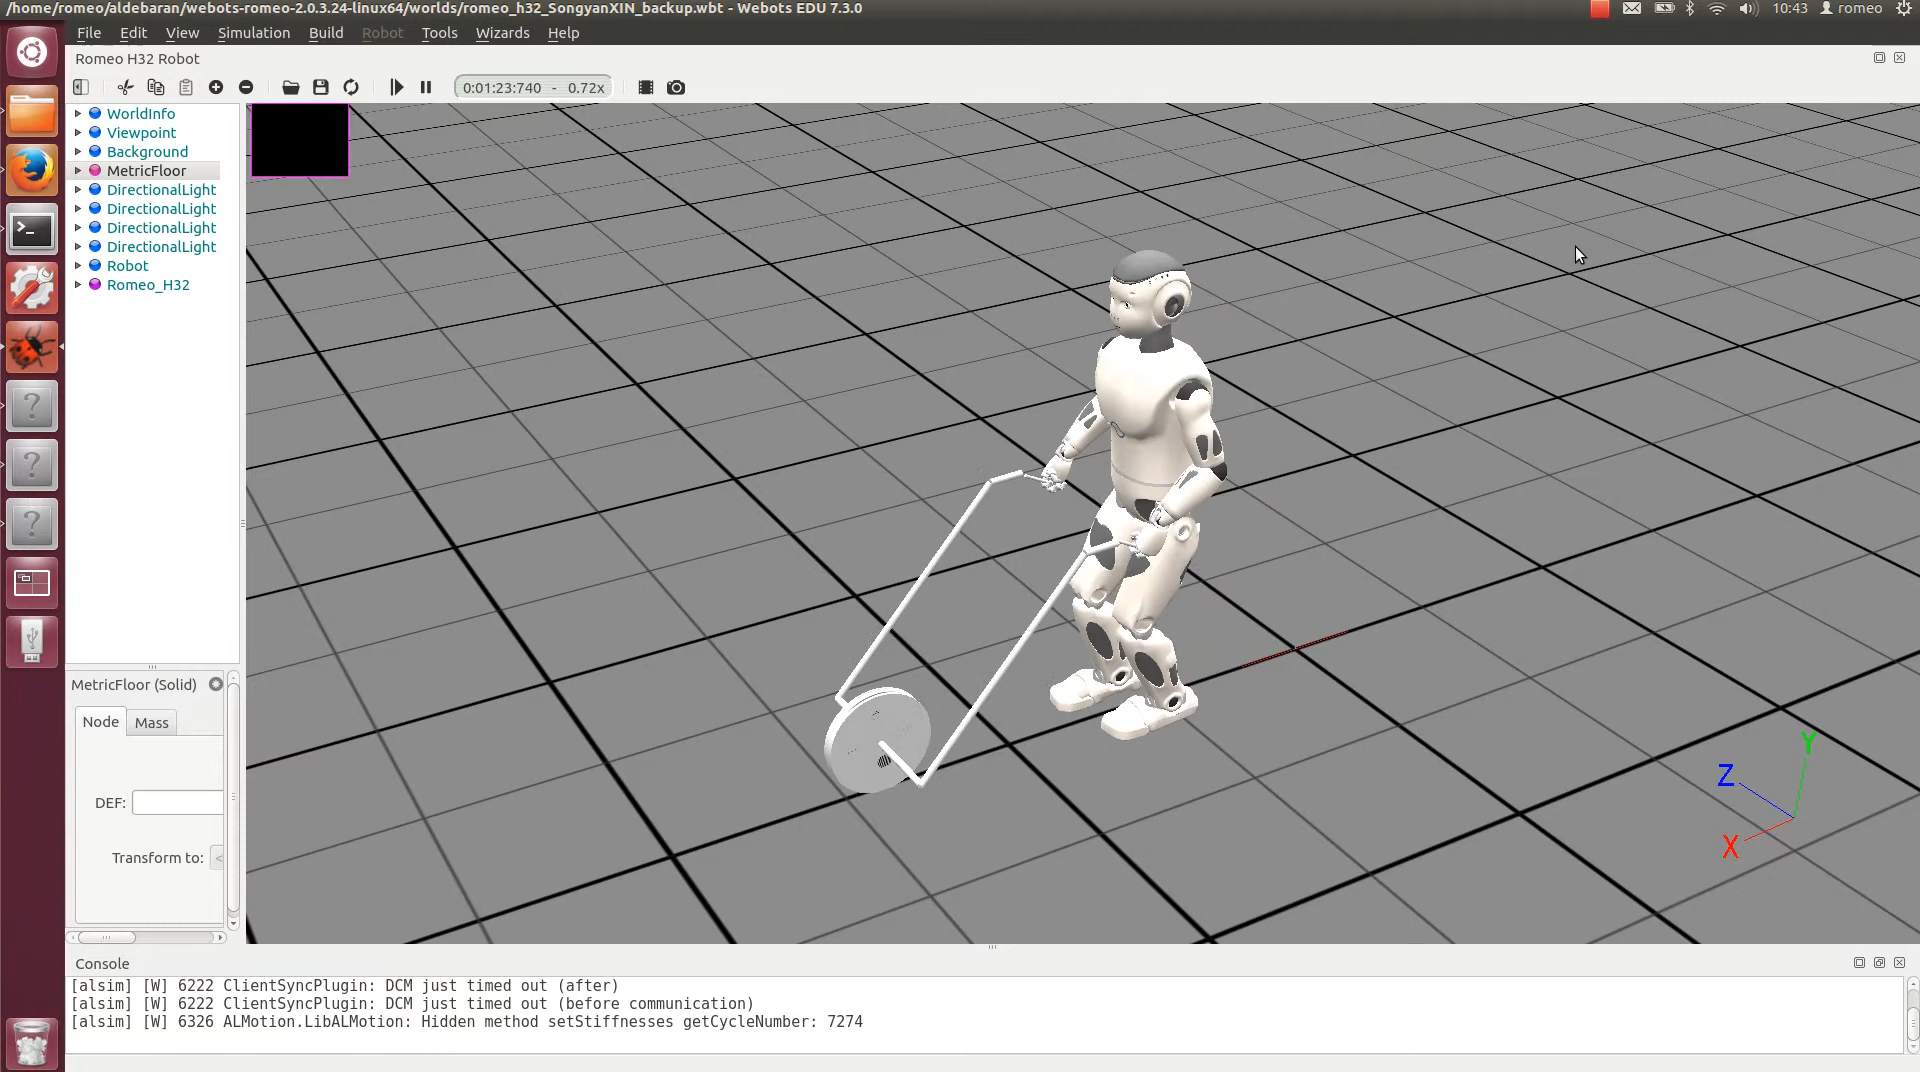 /home/romeo/aldebaran/webots-romeo-2.0.3.24-linux64/worlds/romeo_h32_SongyanXIN_backup.wbt - Webots EDU 7.3.0
10:43 romeo
File Edit View Simulation Build Robot Tools Wizards Help
Romeo H32 Robot
0:01:23:740 - 0.72x
WorldInfo
Viewpoint
Background
MetricFloor
DirectionalLight
DirectionalLight
DirectionalLight
DirectionalLight
Robot
Romeo_H32
MetricFloor (Solid)
Node Mass
DEF:
Transform to: <
Y
Z
X
Console
[alsim] [W] 6222 ClientSyncPlugin: DCM just timed out (after)
[alsim] [W] 6222 ClientSyncPlugin: DCM just timed out (before communication)
[alsim] [W] 6326 ALMotion.LibALMotion: Hidden method setStiffnesses getCycleNumber: 7274